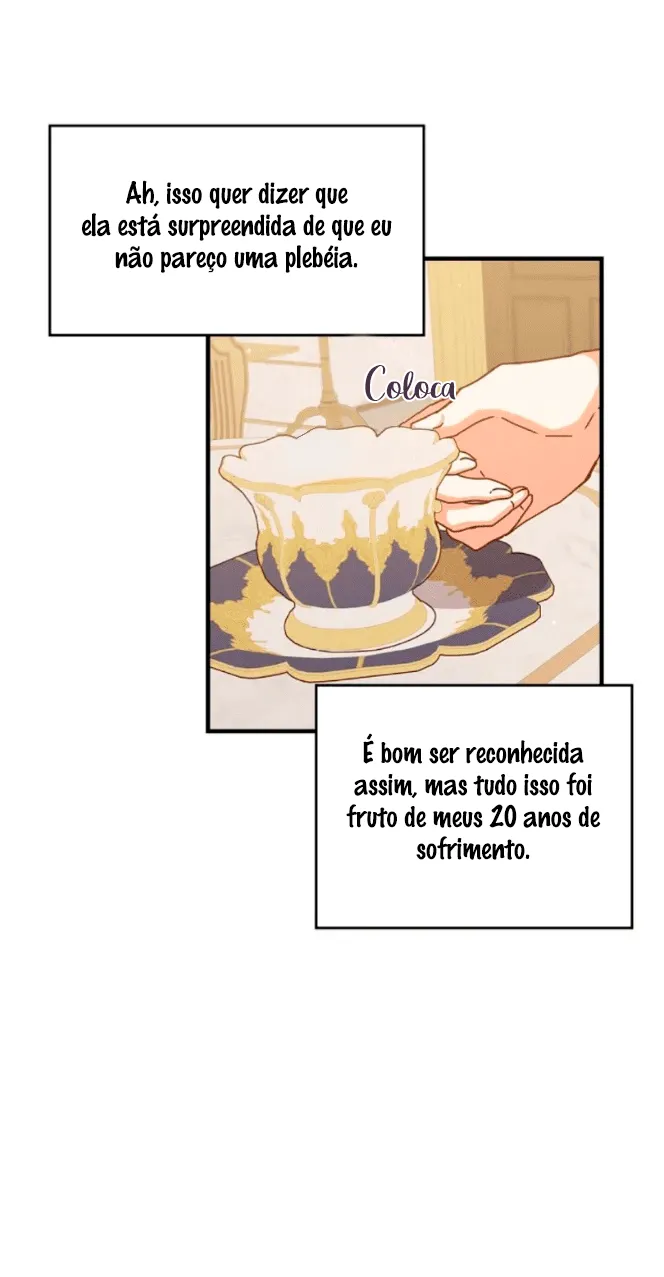 Ah, isso quer dizer que
ela está surpreendida de que eu
não pareço uma plebéia.
Coloca
É bom ser reconhecida
assim, mas tudo isso foi
fruto de meus 20 anos de
sofrimento.